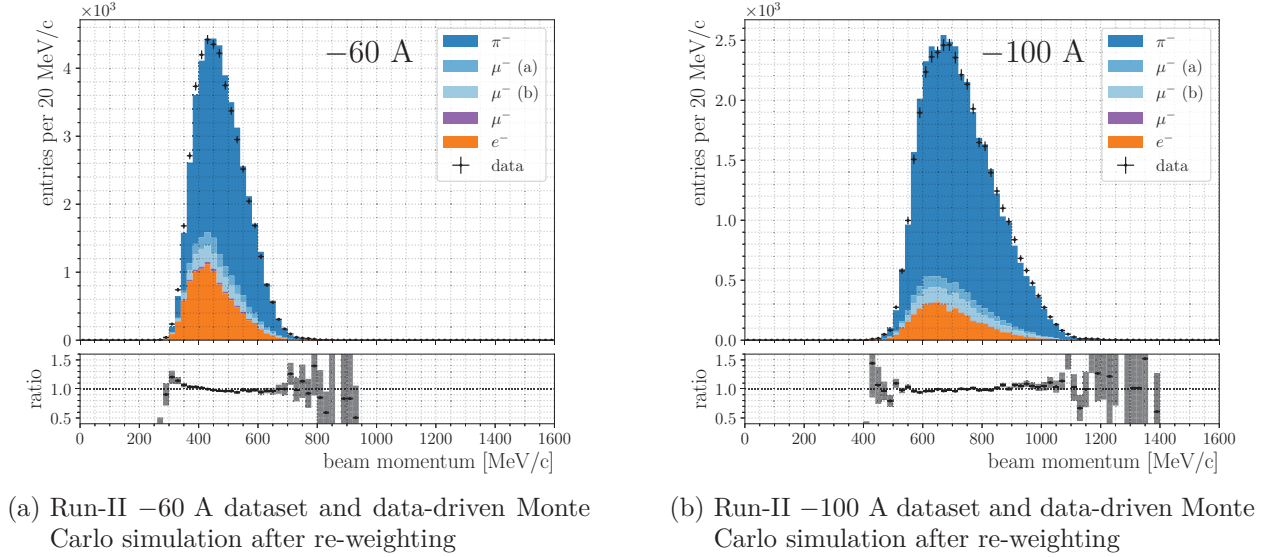 ×10³
entries per 20 MeV/c
4
3
2
1
0
−60 A
π⁻
μ⁻ (a)
μ⁻ (b)
μ⁻
e⁻
data
ratio
1.5
1.0
0.5
0 200 400 600 800 1000 1200 1400 1600
beam momentum [MeV/c]
(a) Run-II −60 A dataset and data-driven Monte
Carlo simulation after re-weighting
×10³
entries per 20 MeV/c
2.5
2.0
1.5
1.0
0.5
0.0
−100 A
π⁻
μ⁻ (a)
μ⁻ (b)
μ⁻
e⁻
data
ratio
1.5
1.0
0.5
0 200 400 600 800 1000 1200 1400 1600
beam momentum [MeV/c]
(b) Run-II −100 A dataset and data-driven Monte
Carlo simulation after re-weighting